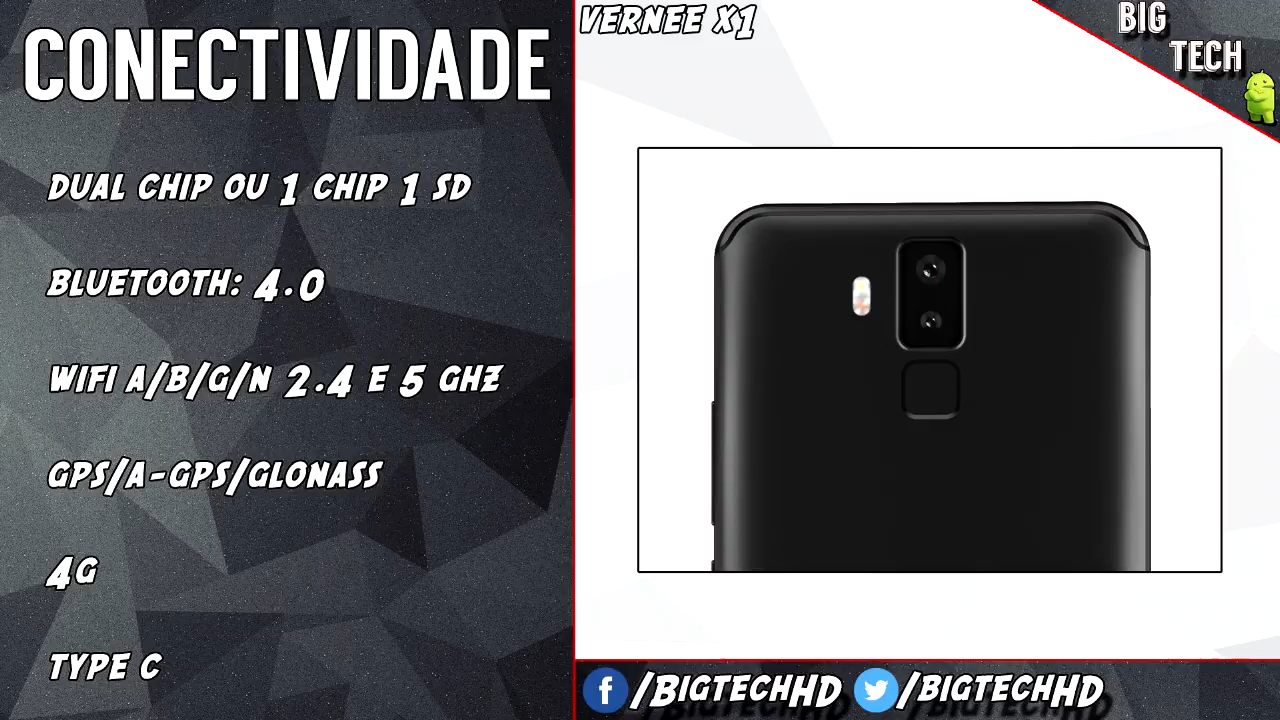 CONECTIVIDADE
DUAL CHIP OU 1 CHIP 1 SD
BLUETOOTH: 4.0
WIFI A/B/G/N 2.4 E 5 GHZ
GPS/A-GPS/GLONASS
4G
TYPE C
VERNEE X1
BIG
TECH
/BIGTECHHD
/BIGTECHHD